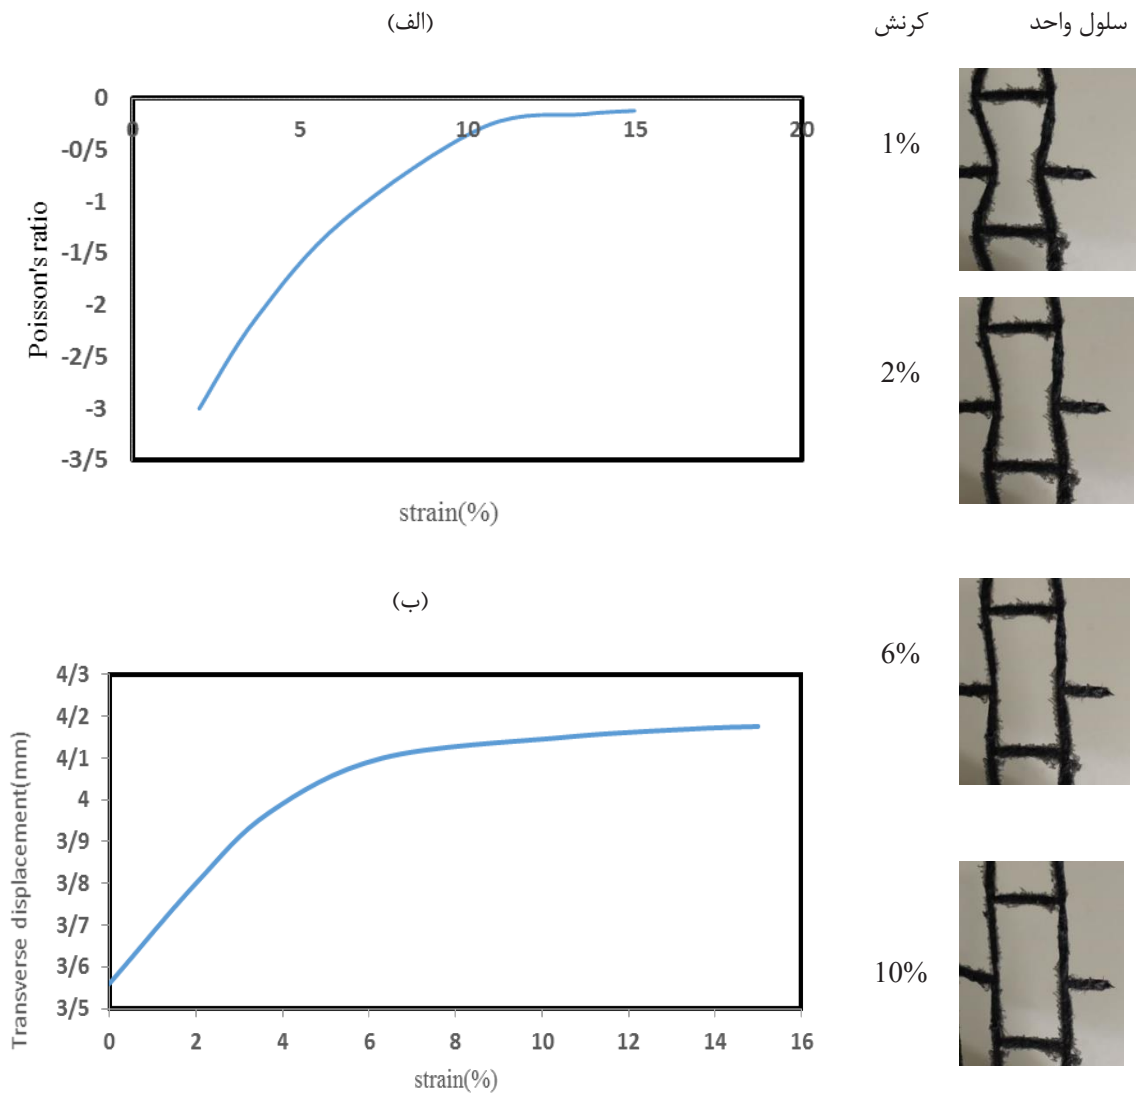 (الف)
کرنش
سلول واحد
0
-0/5
-1
-1/5
-2
-2/5
-3
-3/5
0 5 10 15 20
Poisson's ratio
strain(%)
1%
2%
6%
10%
(ب)
4/3
4/2
4/1
4
3/9
3/8
3/7
3/6
3/5
0 2 4 6 8 10 12 14 16
Transverse displacement(mm)
strain(%)